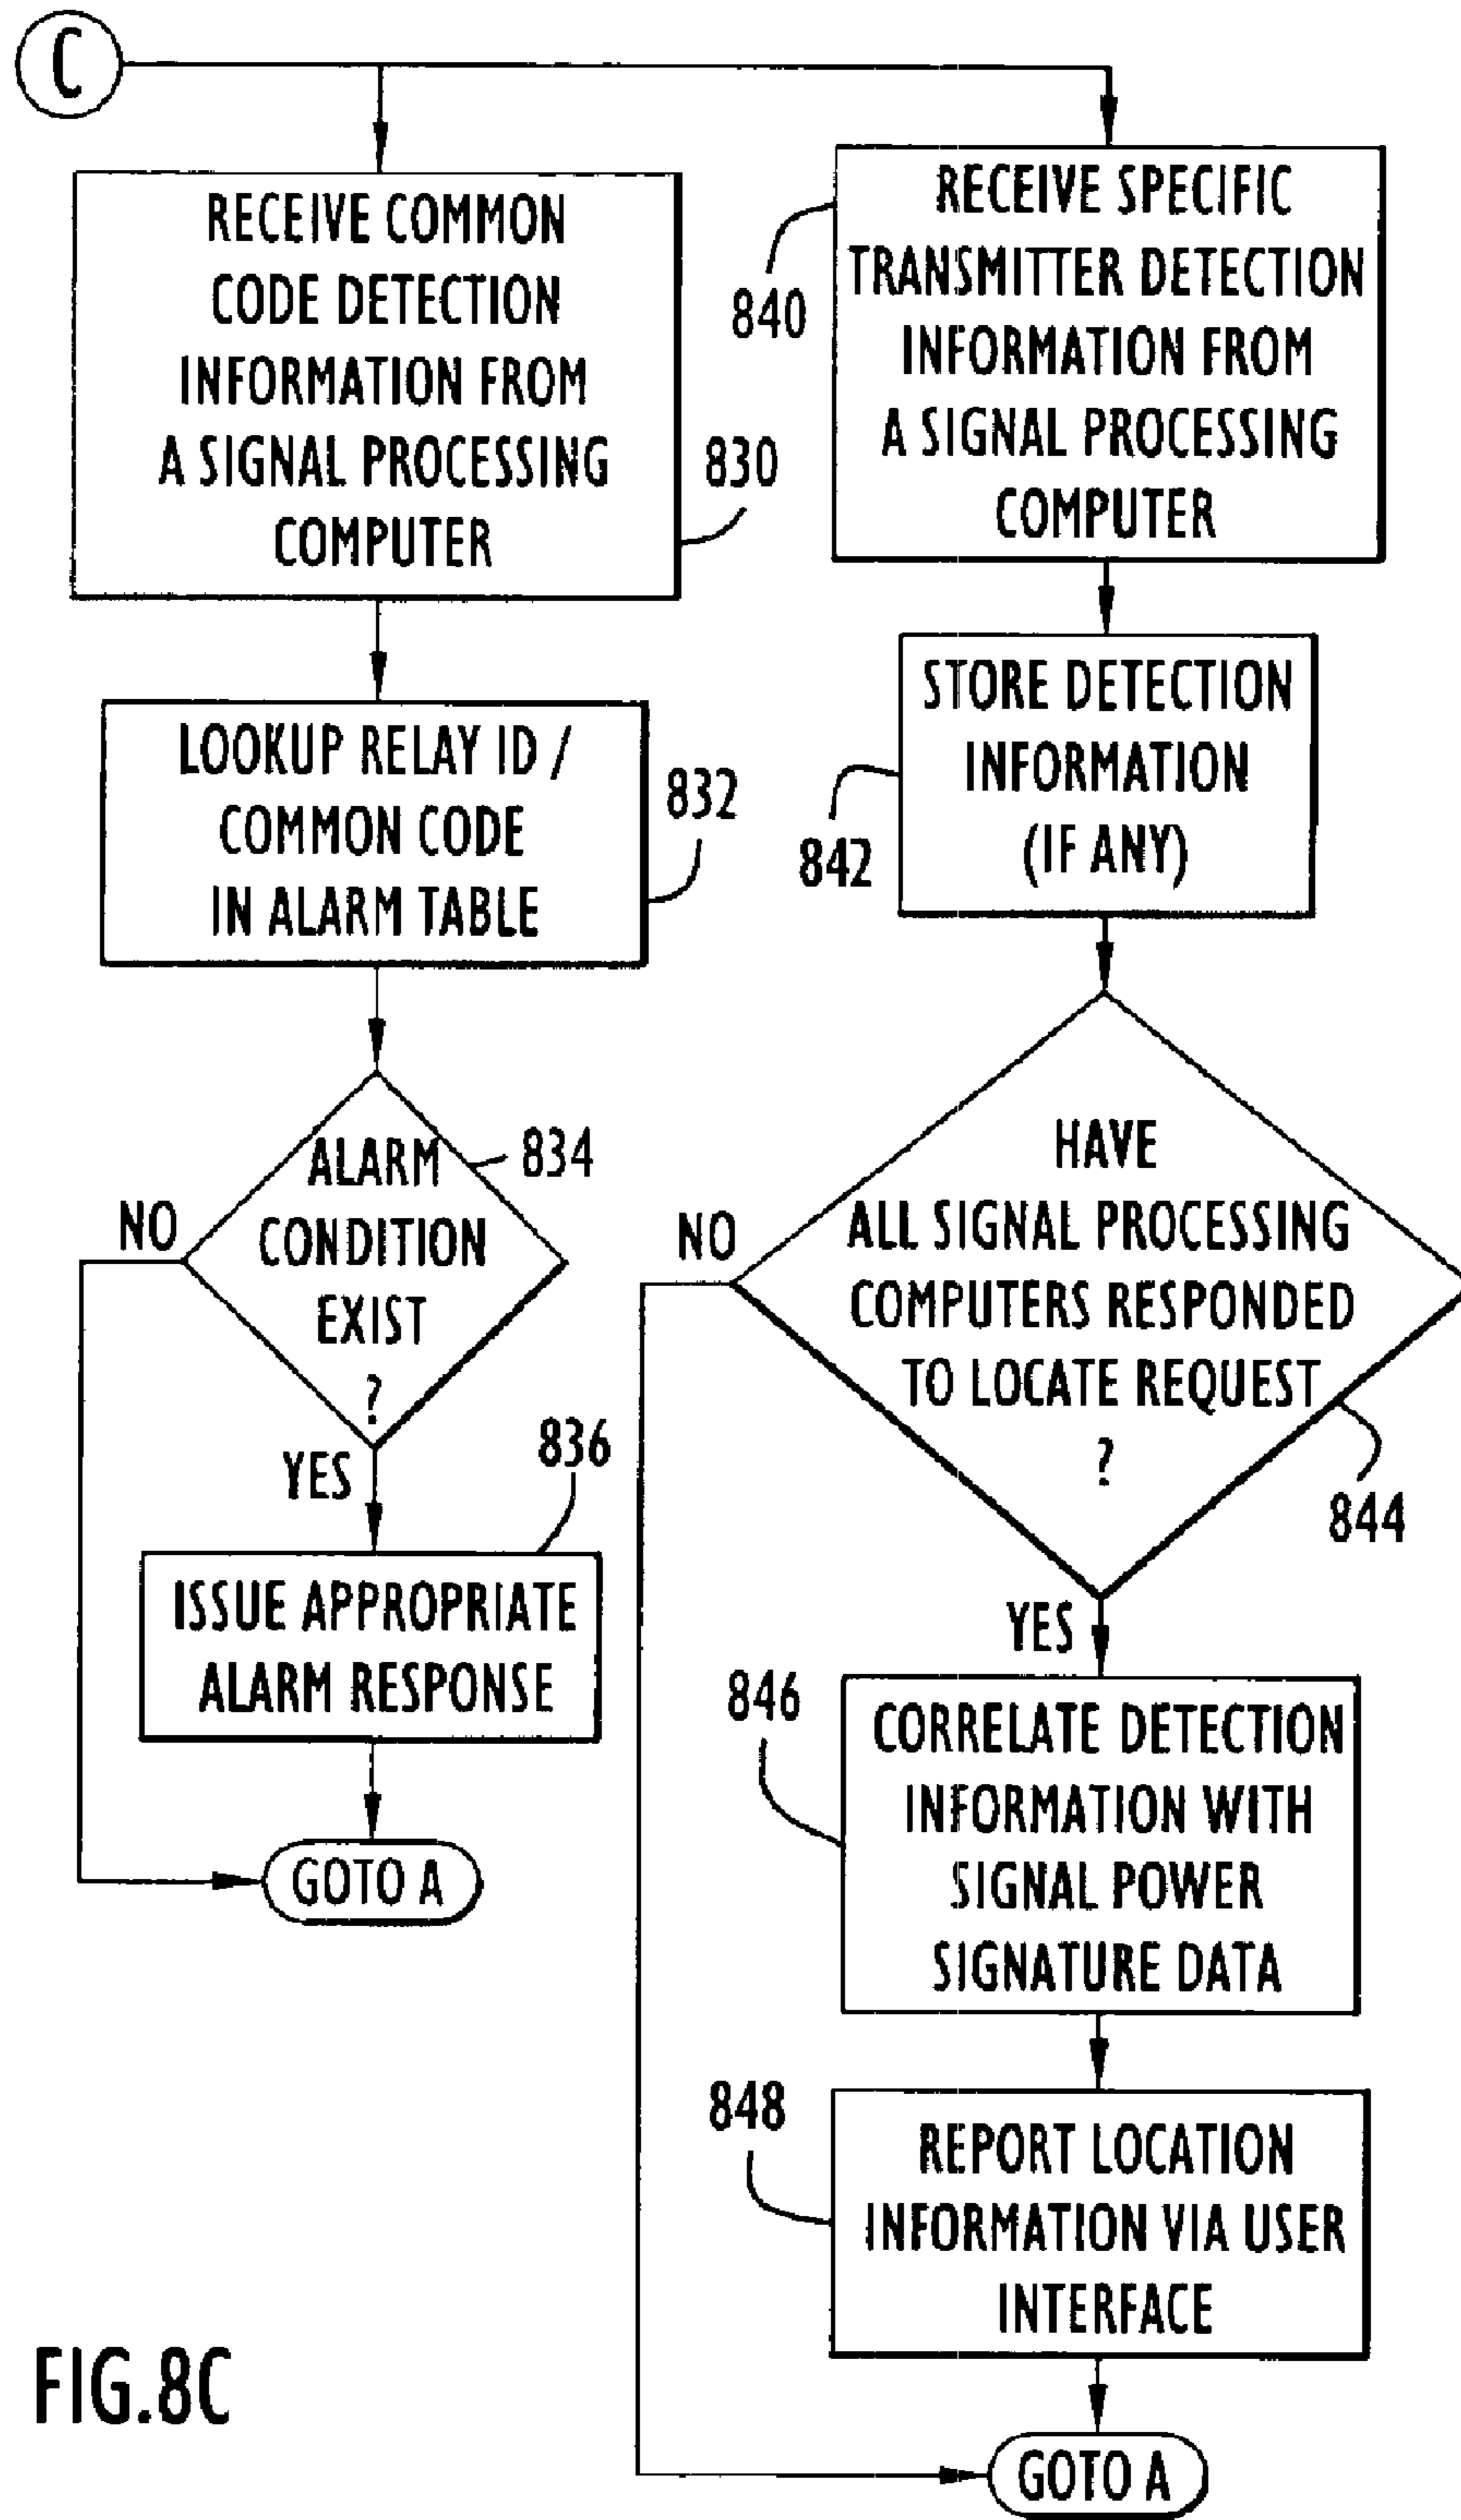 C
RECEIVE COMMON
CODE DETECTION
INFORMATION FROM
A SIGNAL PROCESSING
COMPUTER
830
LOOKUP RELAY ID /
COMMON CODE
IN ALARM TABLE
832
ALARM
CONDITION
EXIST
?
834
NO
YES
836
ISSUE APPROPRIATE
ALARM RESPONSE
GOTO A
RECEIVE SPECIFIC
TRANSMITTER DETECTION
INFORMATION FROM
A SIGNAL PROCESSING
COMPUTER
840
STORE DETECTION
INFORMATION
(IF ANY)
842
HAVE
ALL SIGNAL PROCESSING
COMPUTERS RESPONDED
TO LOCATE REQUEST
?
844
NO
YES
846
CORRELATE DETECTION
INFORMATION WITH
SIGNAL POWER
SIGNATURE DATA
848
REPORT LOCATION
INFORMATION VIA USER
INTERFACE
GOTO A
FIG.8C